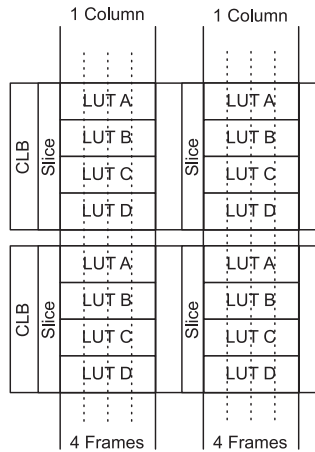 1 Column 1 Column
CLB Slice LUT A Slice LUT A
LUT B LUT B
LUT C LUT C
LUT D LUT D
CLB Slice LUT A Slice LUT A
LUT B LUT B
LUT C LUT C
LUT D LUT D
4 Frames 4 Frames